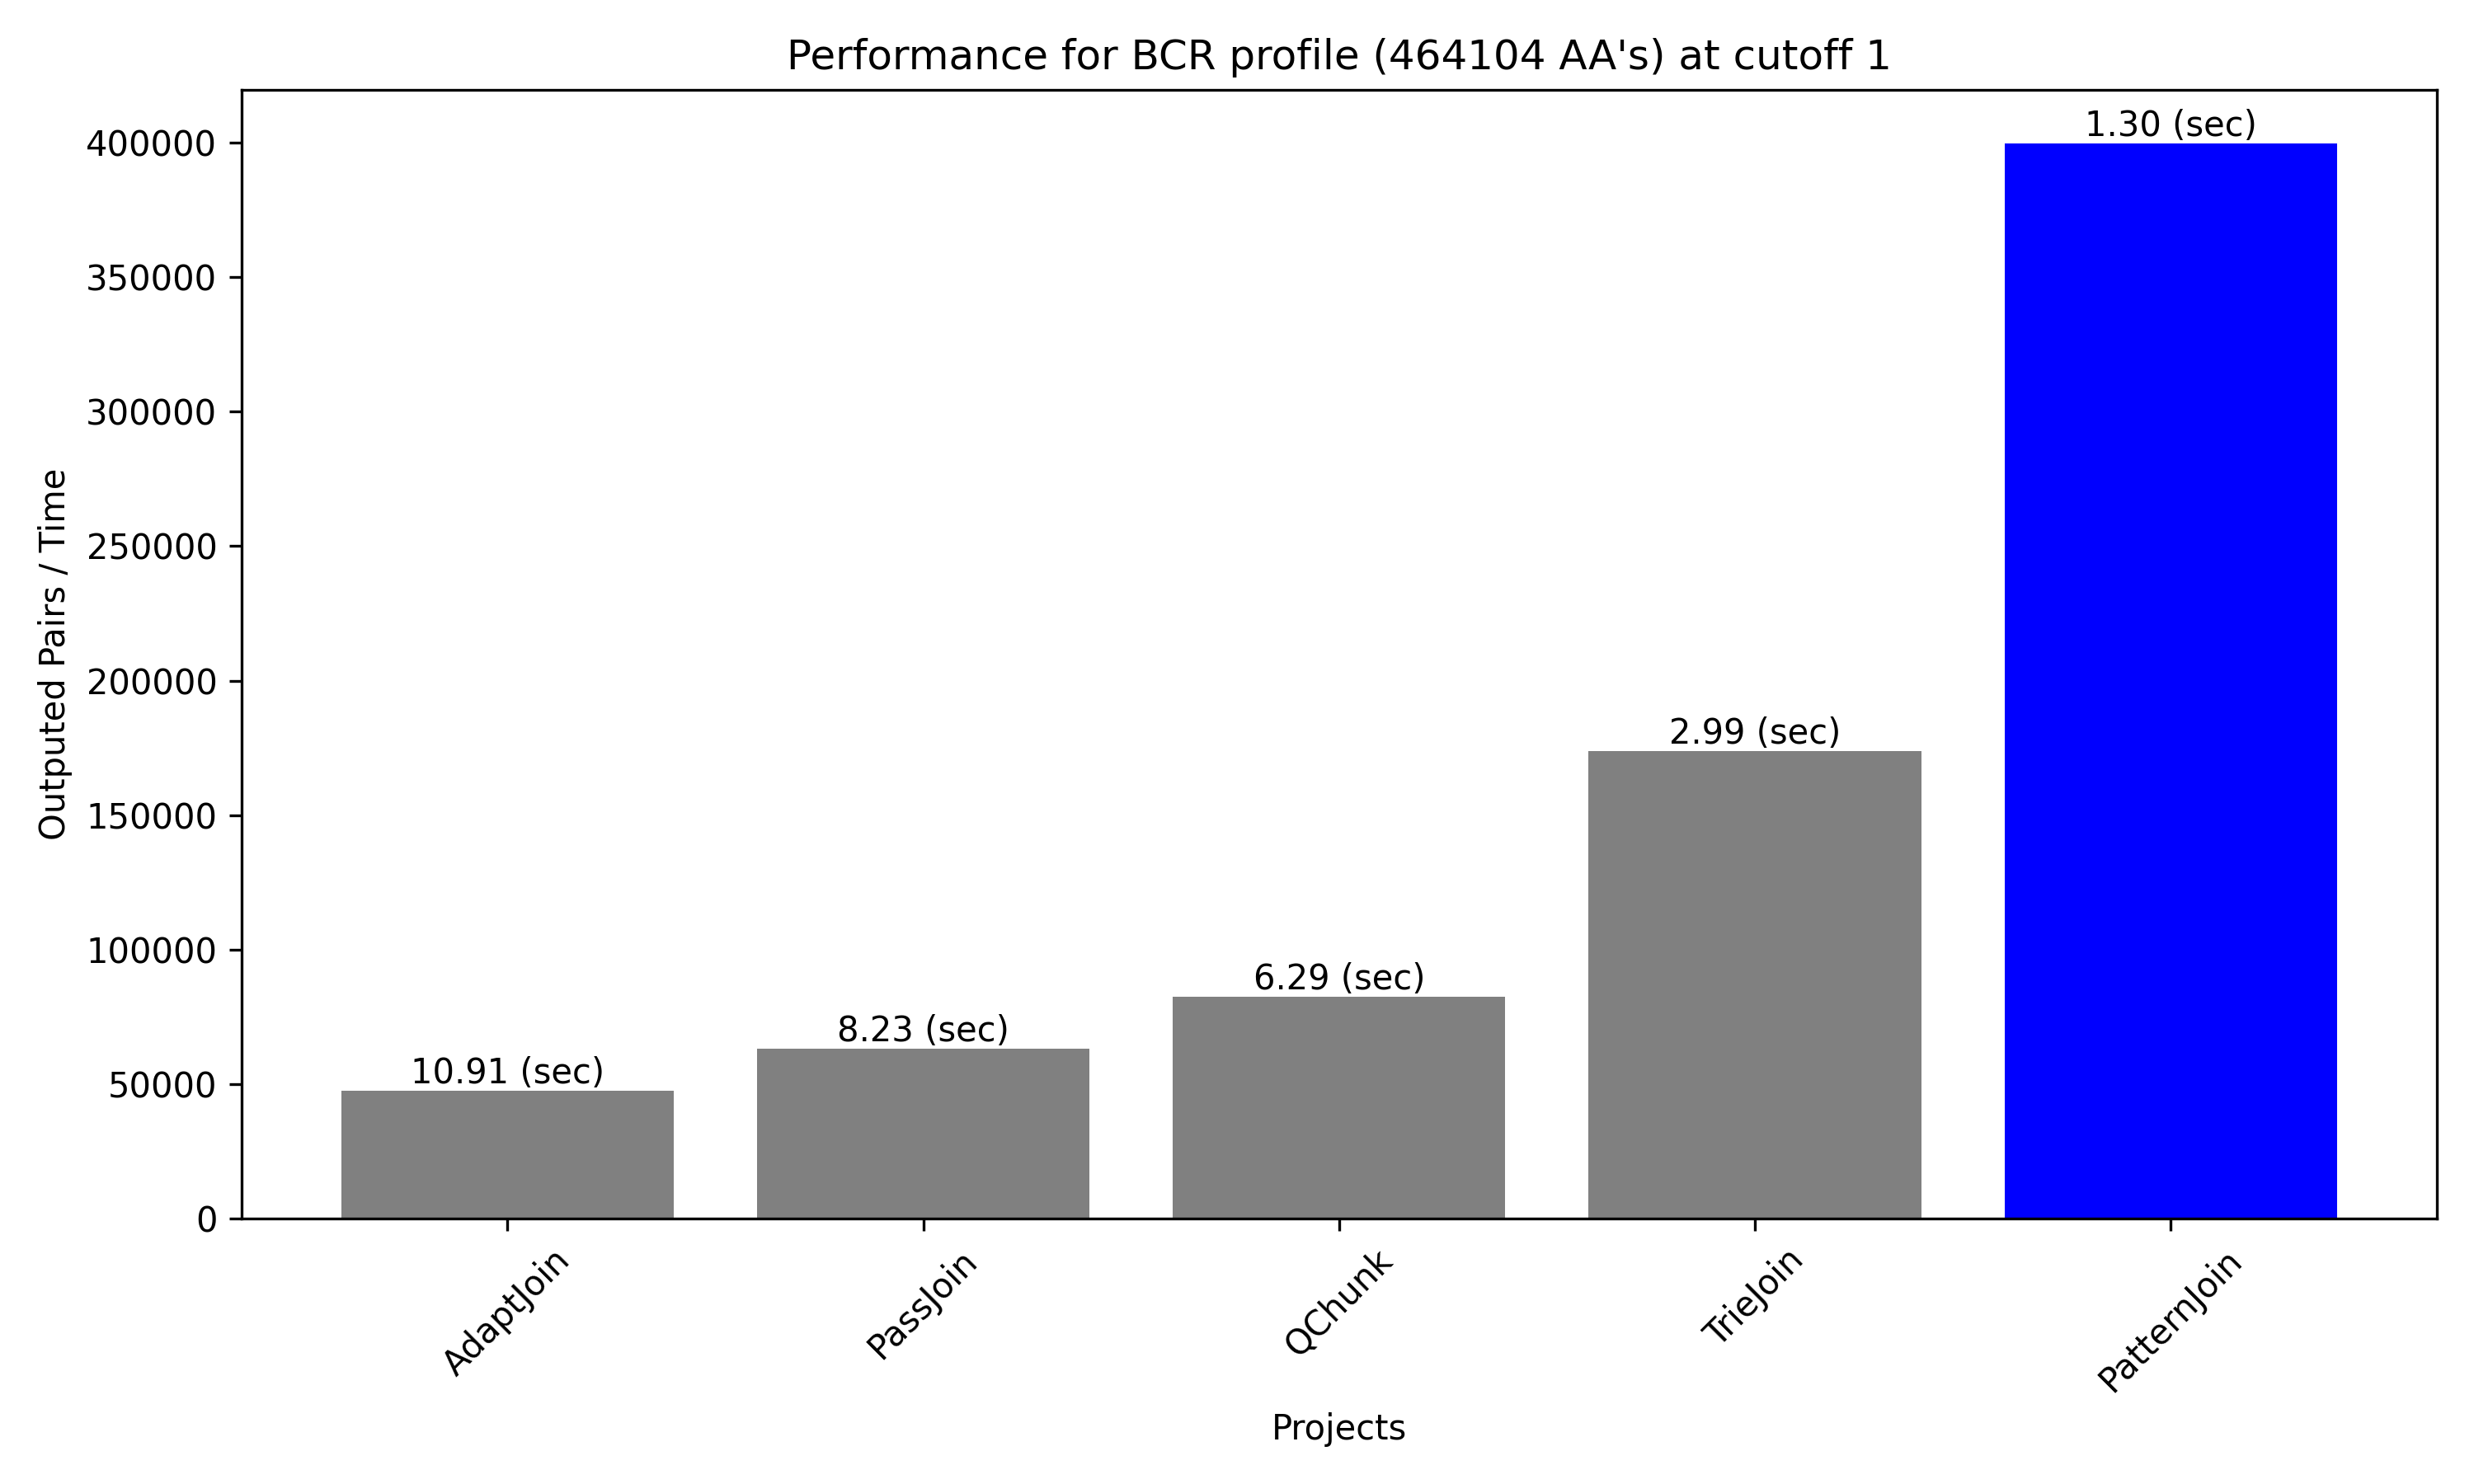 Performance for BCR profile (464104 AA's) at cutoff 1
Outputed Pairs / Time
400000
350000
300000
250000
200000
150000
100000
50000
0
10.91 (sec)
8.23 (sec)
6.29 (sec)
2.99 (sec)
1.30 (sec)
AdaptJoin
PassJoin
QChunk
TrieJoin
PatternJoin
Projects